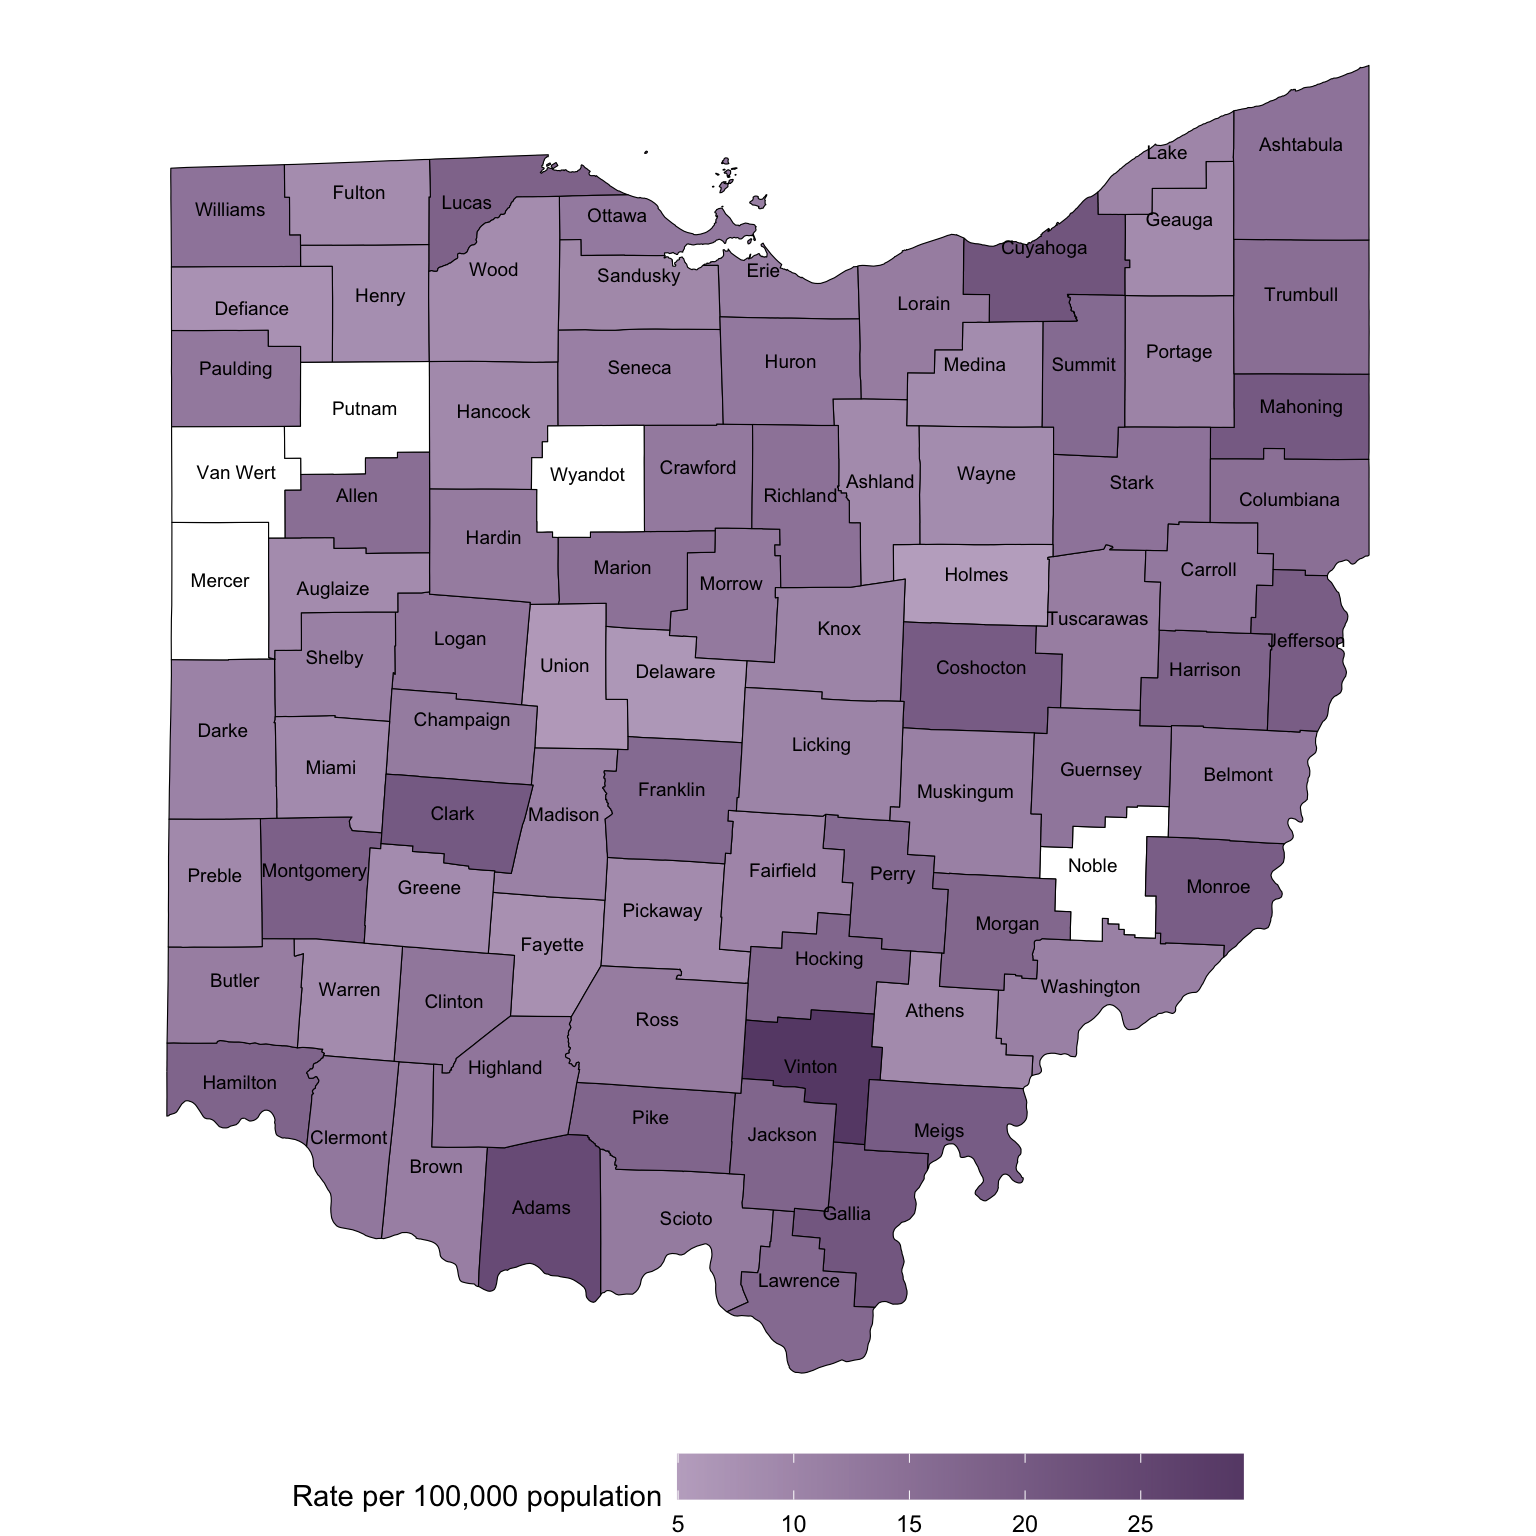 Ashtabula
Lake
Fulton
Lucas
Williams
Ottawa
Geauga
Cuyahoga
Wood
Erie
Sandusky
Henry
Trumbull
Lorain
Defiance
Portage
Huron
Medina
Summit
Seneca
Paulding
Mahoning
Putnam
Hancock
Crawford
Van Wert
Wyandot
Wayne
Ashland
Stark
Allen
Richland
Columbiana
Hardin
Marion
Carroll
Holmes
Mercer
Morrow
Auglaize
Tuscarawas
Knox
Logan
Jefferson
Shelby
Union
Coshocton
Harrison
Delaware
Champaign
Darke
Licking
Miami
Guernsey
Belmont
Franklin
Muskingum
Clark
Madison
Noble
Montgomery
Fairfield
Perry
Preble
Greene
Monroe
Pickaway
Morgan
Fayette
Hocking
Butler
Washington
Warren
Clinton
Athens
Ross
Vinton
Highland
Hamilton
Pike
Meigs
Jackson
Clermont
Brown
Adams
Gallia
Scioto
Lawrence
Rate per 100,000 population
5 10 15 20 25